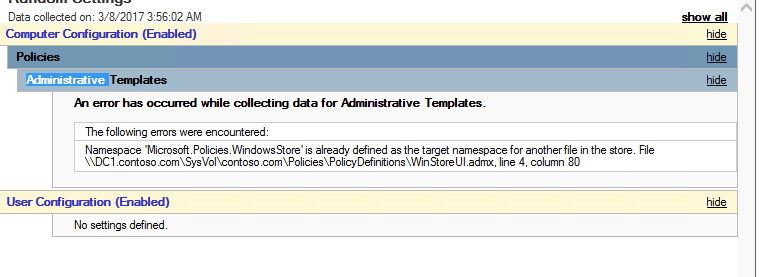 Random Settings
Data collected on: 3/8/2017 3:56:02 AM
show all
Computer Configuration (Enabled)
hide
Policies
hide
Administrative Templates
hide
An error has occurred while collecting data for Administrative Templates.
The following errors were encountered:
Namespace 'Microsoft.Policies.WindowsStore' is already defined as the target namespace for another file in the store. File
\\DC1.contoso.com\SysVol\contoso.com\Policies\PolicyDefinitions\WinStoreUI.admx, line 4, column 80
User Configuration (Enabled)
hide
No settings defined.